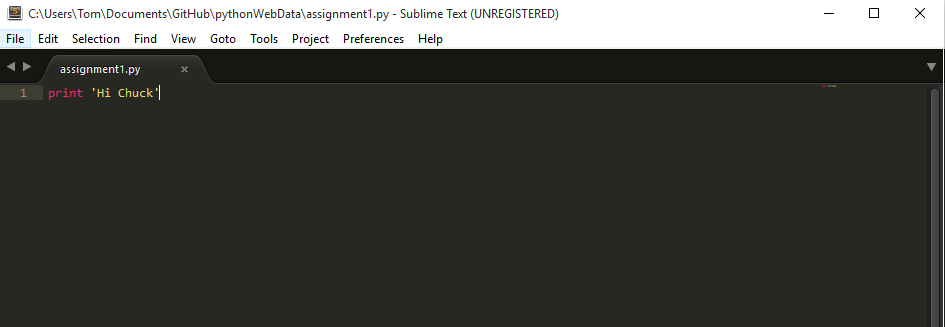 C:\Users\Tom\Documents\GitHub\pythonWebData\assignment1.py - Sublime Text (UNREGISTERED)
File Edit Selection Find View Goto Tools Project Preferences Help
assignment1.py
1 print 'Hi Chuck'